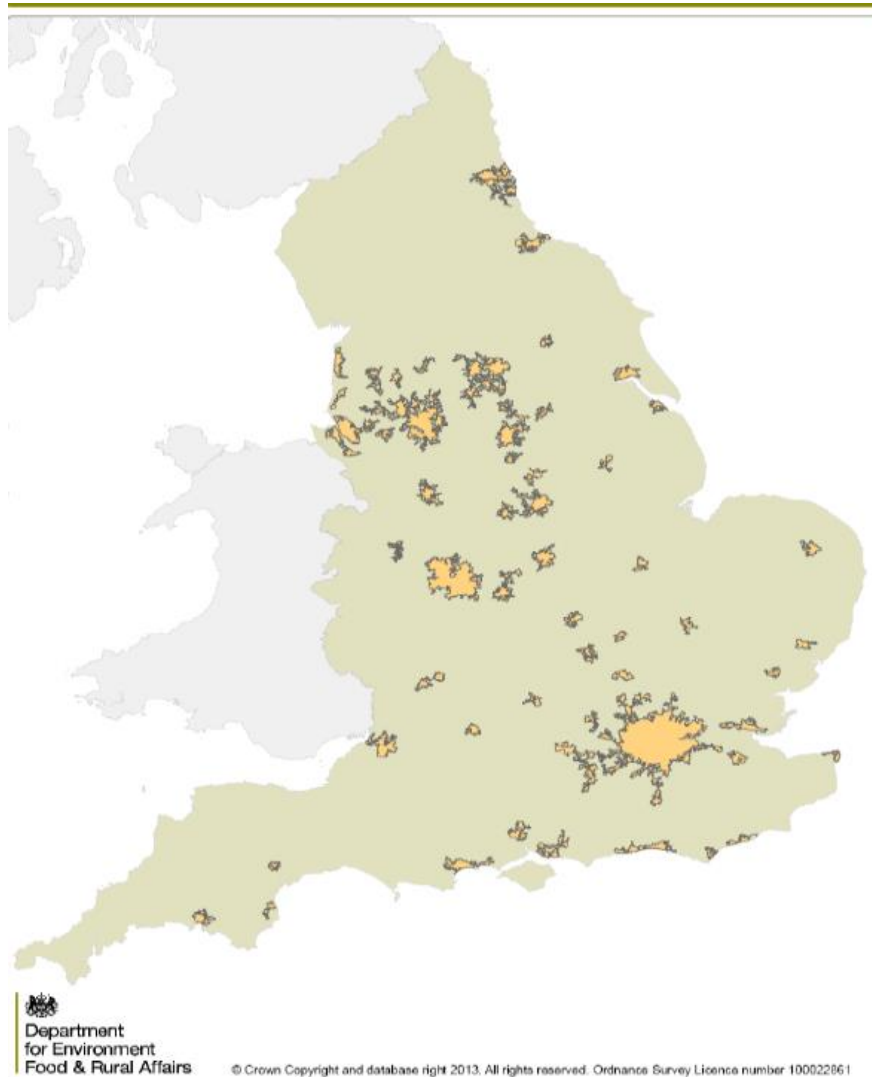 Department
for Environment
Food & Rural Affairs
© Crown Copyright and database right 2013. All rights reserved. Ordnance Survey Licence number 100022861